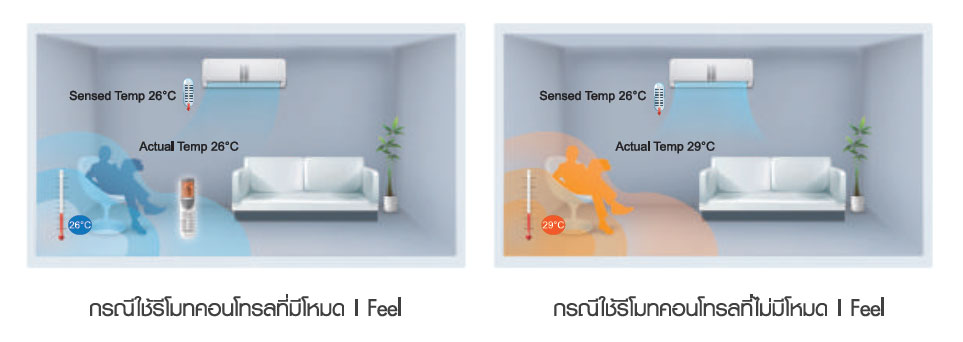 Sensed Temp 26°C
Actual Temp 26°C
26°C
กรณีใช้รีโมทคอนโทรลที่มีโหมด I Feel
Sensed Temp 26°C
Actual Temp 29°C
29°C
กรณีใช้รีโมทคอนโทรลที่ไม่มีโหมด I Feel